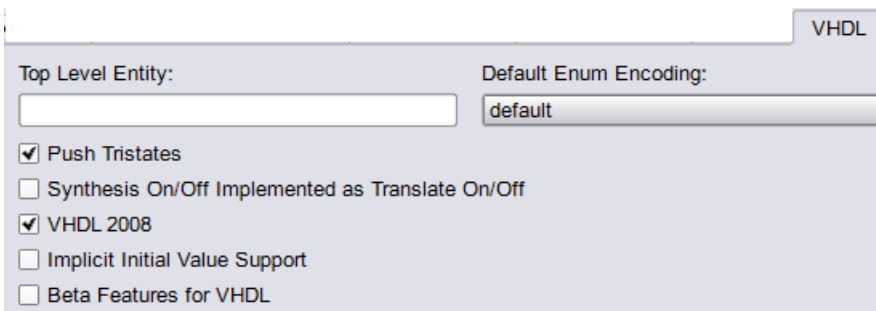 VHDL
Top Level Entity: Default Enum Encoding:
default
Push Tristates
Synthesis On/Off Implemented as Translate On/Off
VHDL 2008
Implicit Initial Value Support
Beta Features for VHDL